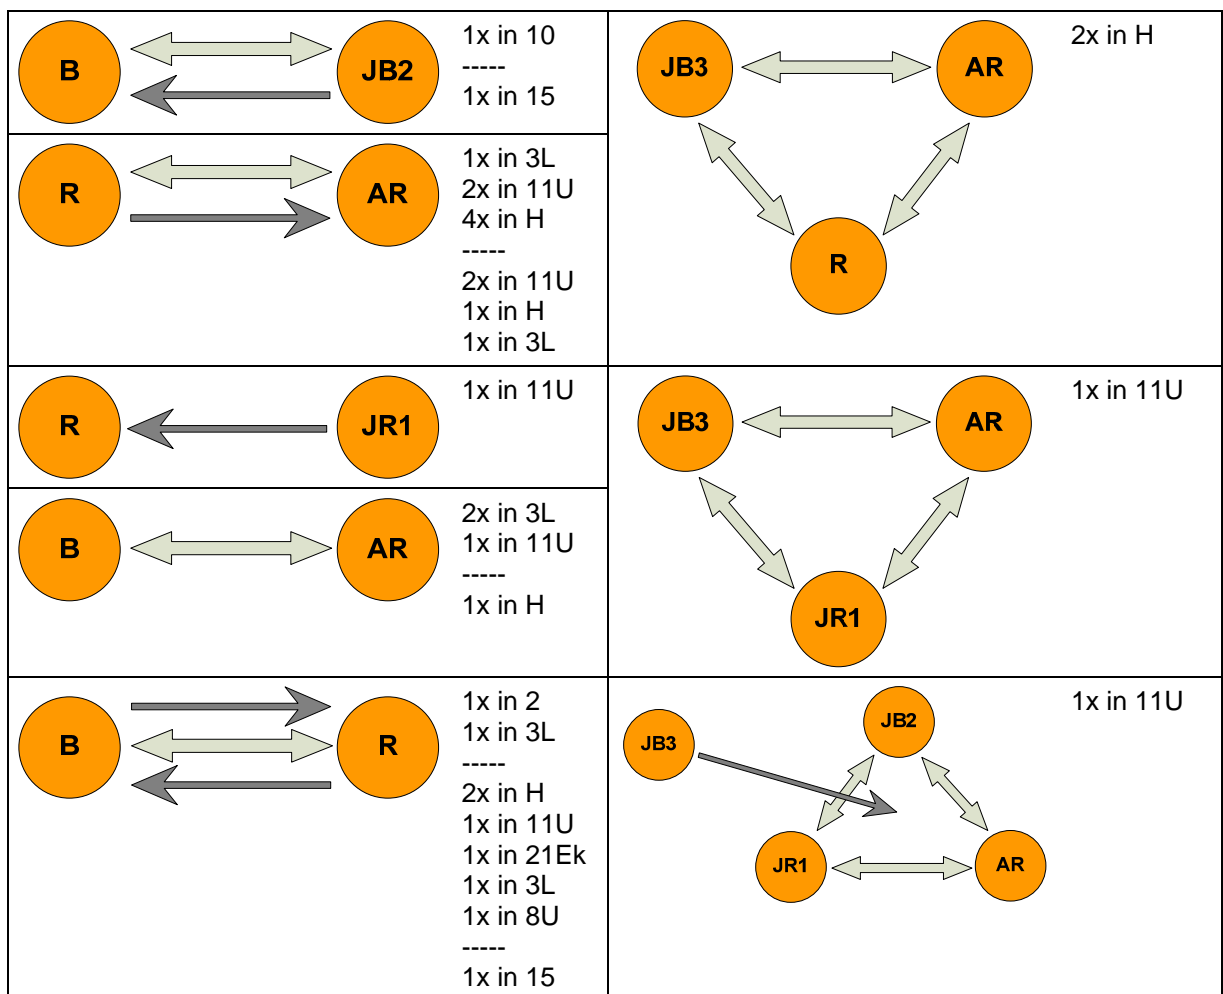 B
JB2
1x in 10
-----
1x in 15
R
AR
1x in 3L
2x in 11U
4x in H
-----
2x in 11U
1x in H
1x in 3L
JB3
AR
R
2x in H
R
JR1
1x in 11U
B
AR
2x in 3L
1x in 11U
-----
1x in H
JB3
AR
JR1
1x in 11U
B
R
1x in 2
1x in 3L
-----
2x in H
1x in 11U
1x in 21Ek
1x in 3L
1x in 8U
-----
1x in 15
JB3
JB2
JR1
AR
1x in 11U